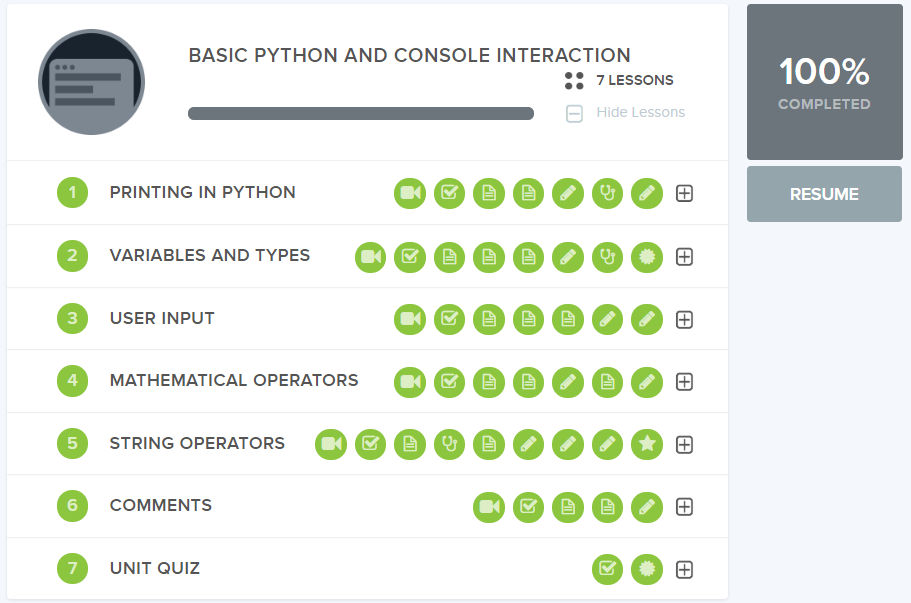 BASIC PYTHON AND CONSOLE INTERACTION
7 LESSONS
Hide Lessons
100%
COMPLETED
RESUME
1 PRINTING IN PYTHON
2 VARIABLES AND TYPES
3 USER INPUT
4 MATHEMATICAL OPERATORS
5 STRING OPERATORS
6 COMMENTS
7 UNIT QUIZ